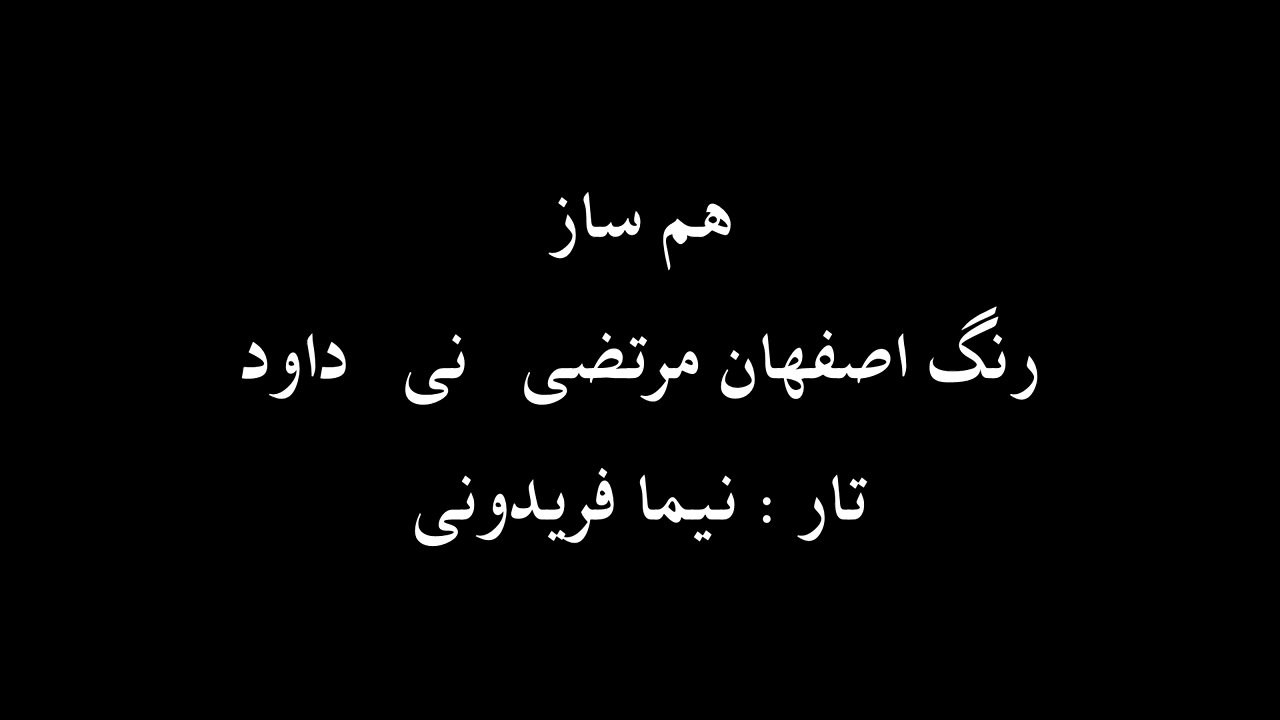 هم ساز
رنگ اصفهان مرتضی نی داود
تار : نیما فریدونی